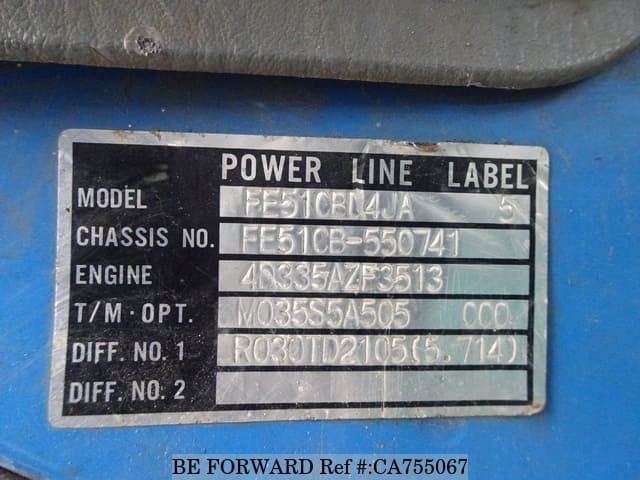 POWER LINE LABEL
MODEL FE51CBD4JA 5
CHASSIS NO. FE51CB-550741
ENGINE 4D335AZF3513
T/M·OPT. M035S5A505 000
DIFF. NO. 1 R030TD2105(5.714)
DIFF. NO. 2
BE FORWARD Ref #:CA755067